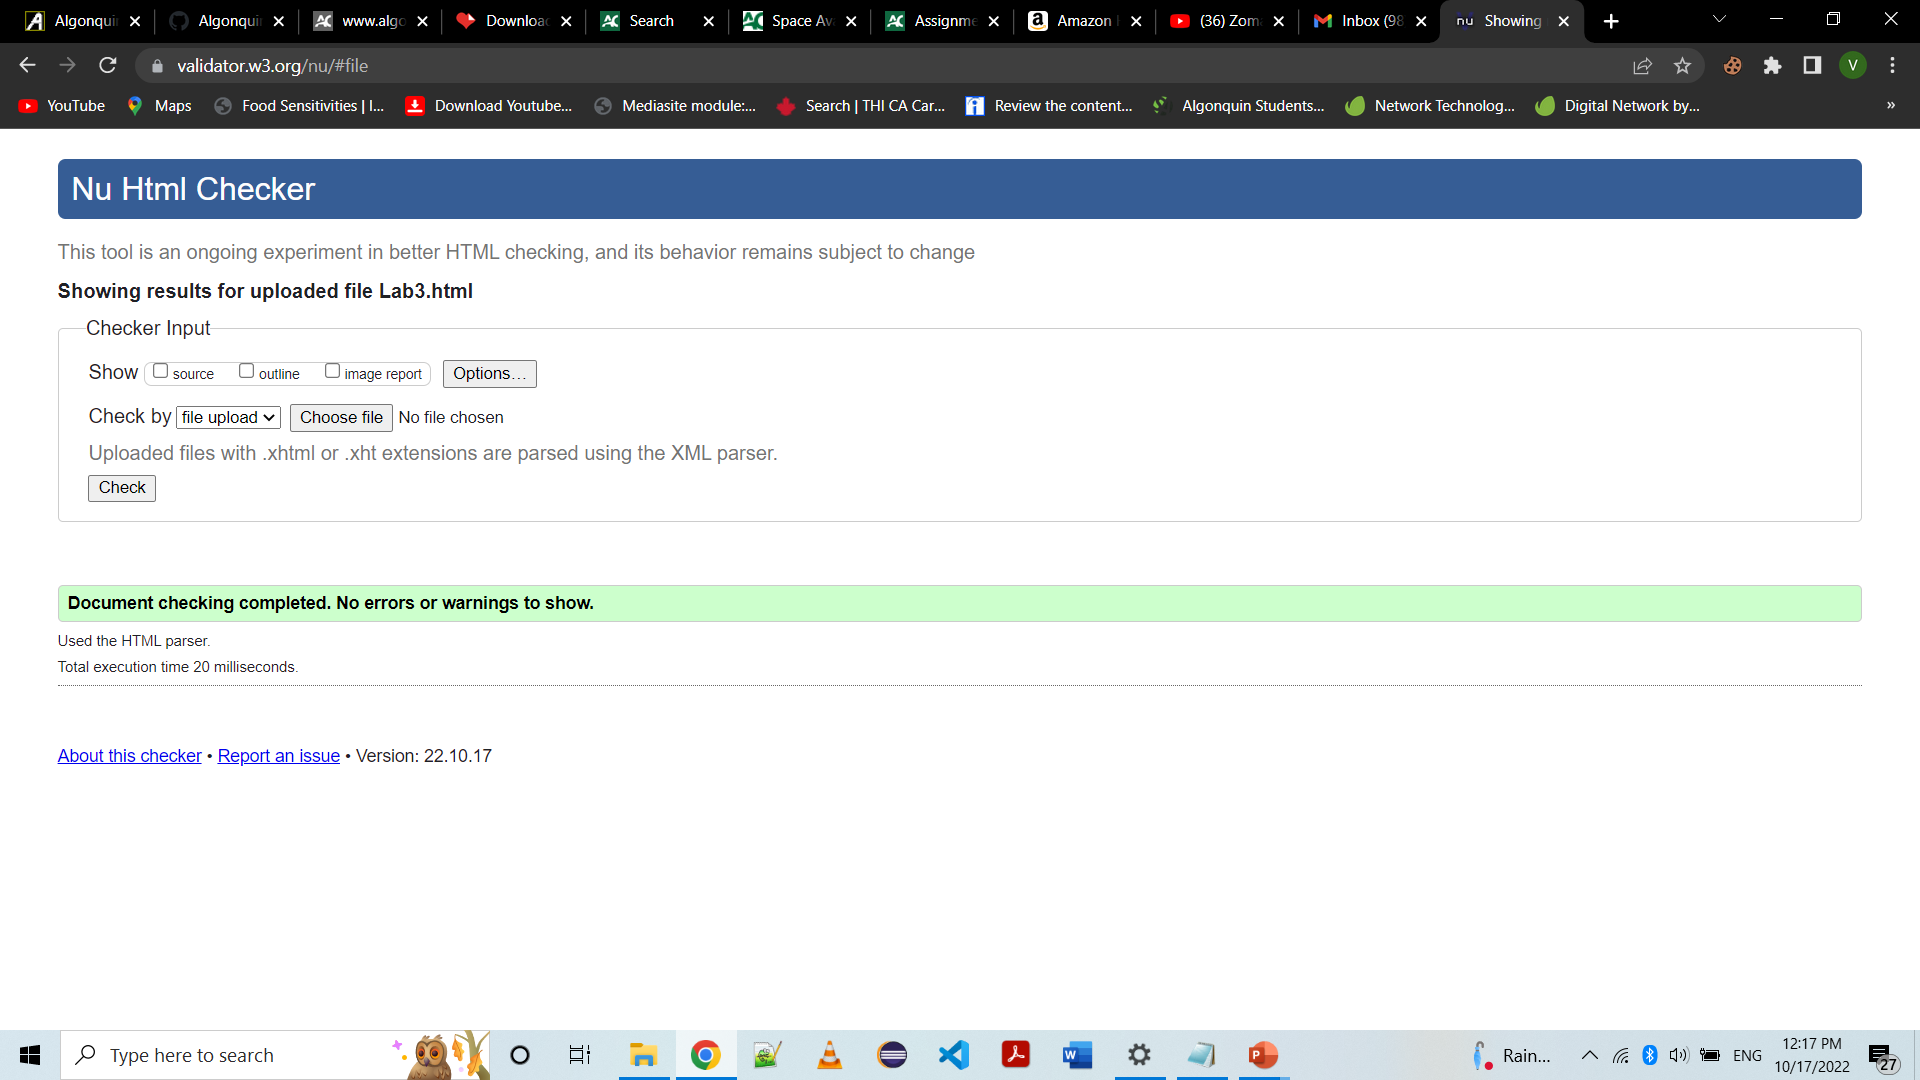 Algonqui
Algonqui
www.algo
Downloac
Search
Space Av
Assignme
Amazon
(36) Zom
Inbox (98
Showing
validator.w3.org/nu/#file
V
YouTube
Maps
Food Sensitivities | I...
Download Youtube...
Mediasite module:...
Search | THI CA Car...
Review the content...
Algonquin Students...
Network Technolog...
Digital Network by...
»
Nu Html Checker
This tool is an ongoing experiment in better HTML checking, and its behavior remains subject to change
Showing results for uploaded file Lab3.html
Checker Input
Show source outline image report Options...
Check by file upload Choose file No file chosen
Uploaded files with .xhtml or .xht extensions are parsed using the XML parser.
Check
Document checking completed. No errors or warnings to show.
Used the HTML parser.
Total execution time 20 milliseconds.
About this checker • Report an issue • Version: 22.10.17
Type here to search
Rain...
ENG
12:17 PM
10/17/2022
27